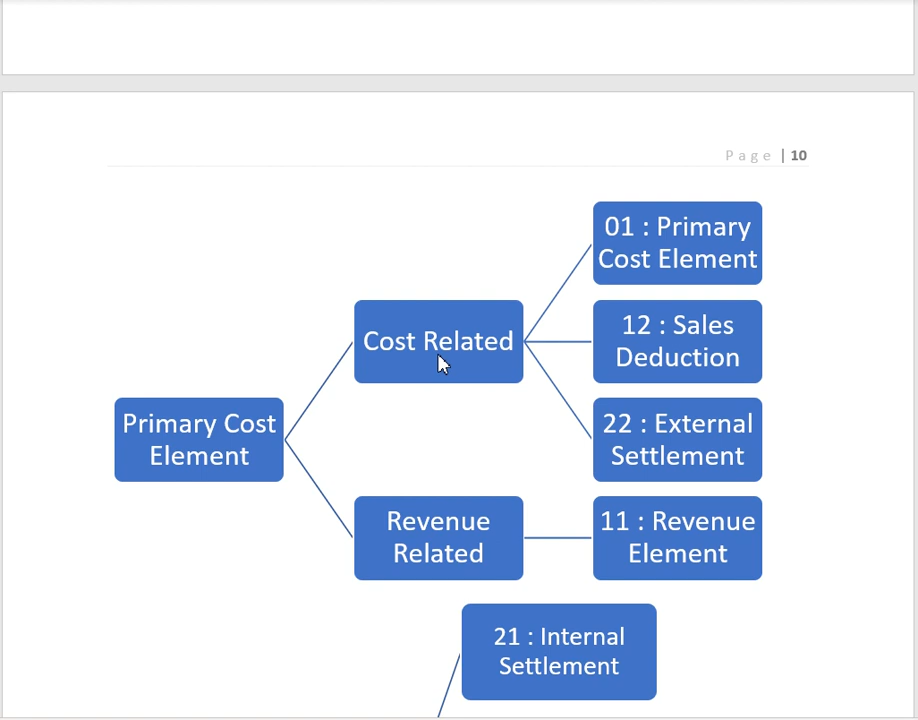 Page | 10
01 : Primary
Cost Element
Cost Related
12 : Sales
Deduction
Primary Cost
Element
22 : External
Settlement
Revenue
Related
11 : Revenue
Element
21 : Internal
Settlement